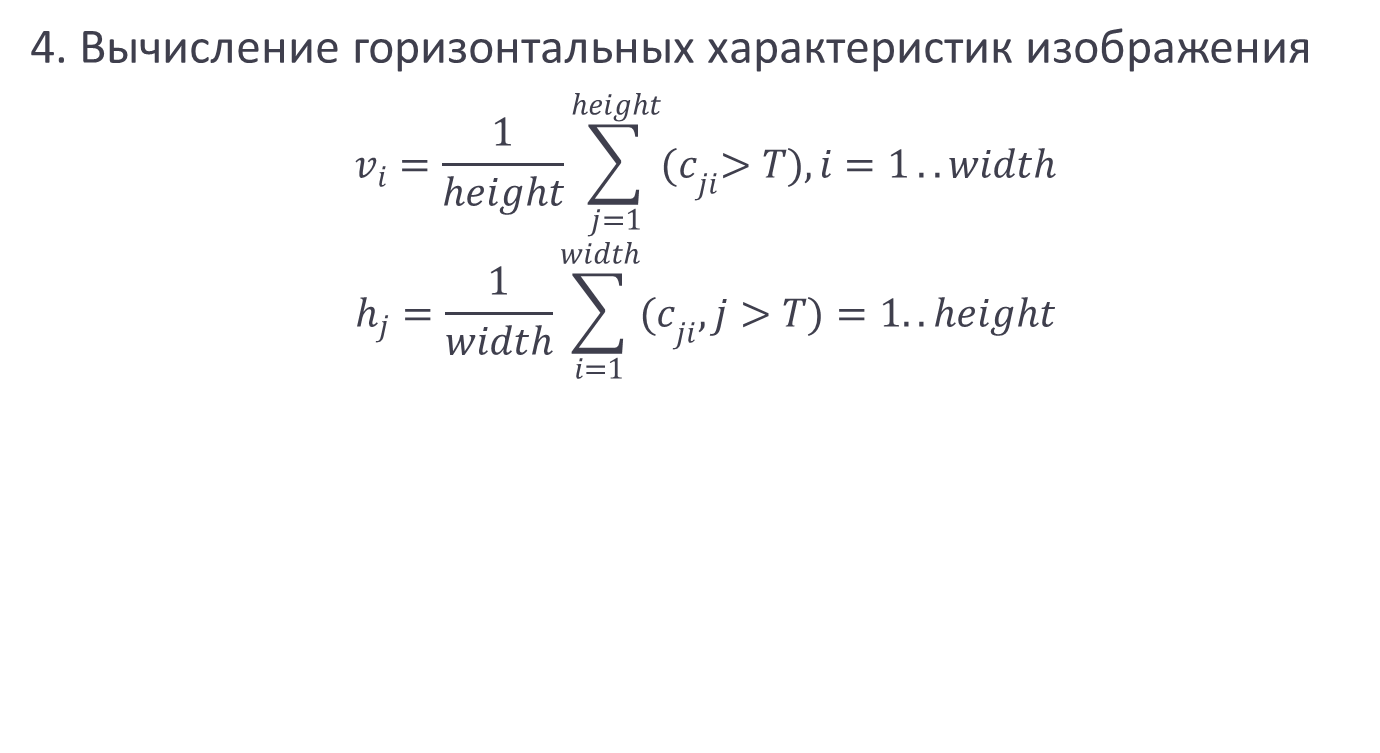 4. Вычисление горизонтальных характеристик изображения
height
v_i = 1/height ∑ (c_ji > T), i = 1..width
j=1
width
h_j = 1/width ∑ (c_ji, j > T) = 1..height
i=1